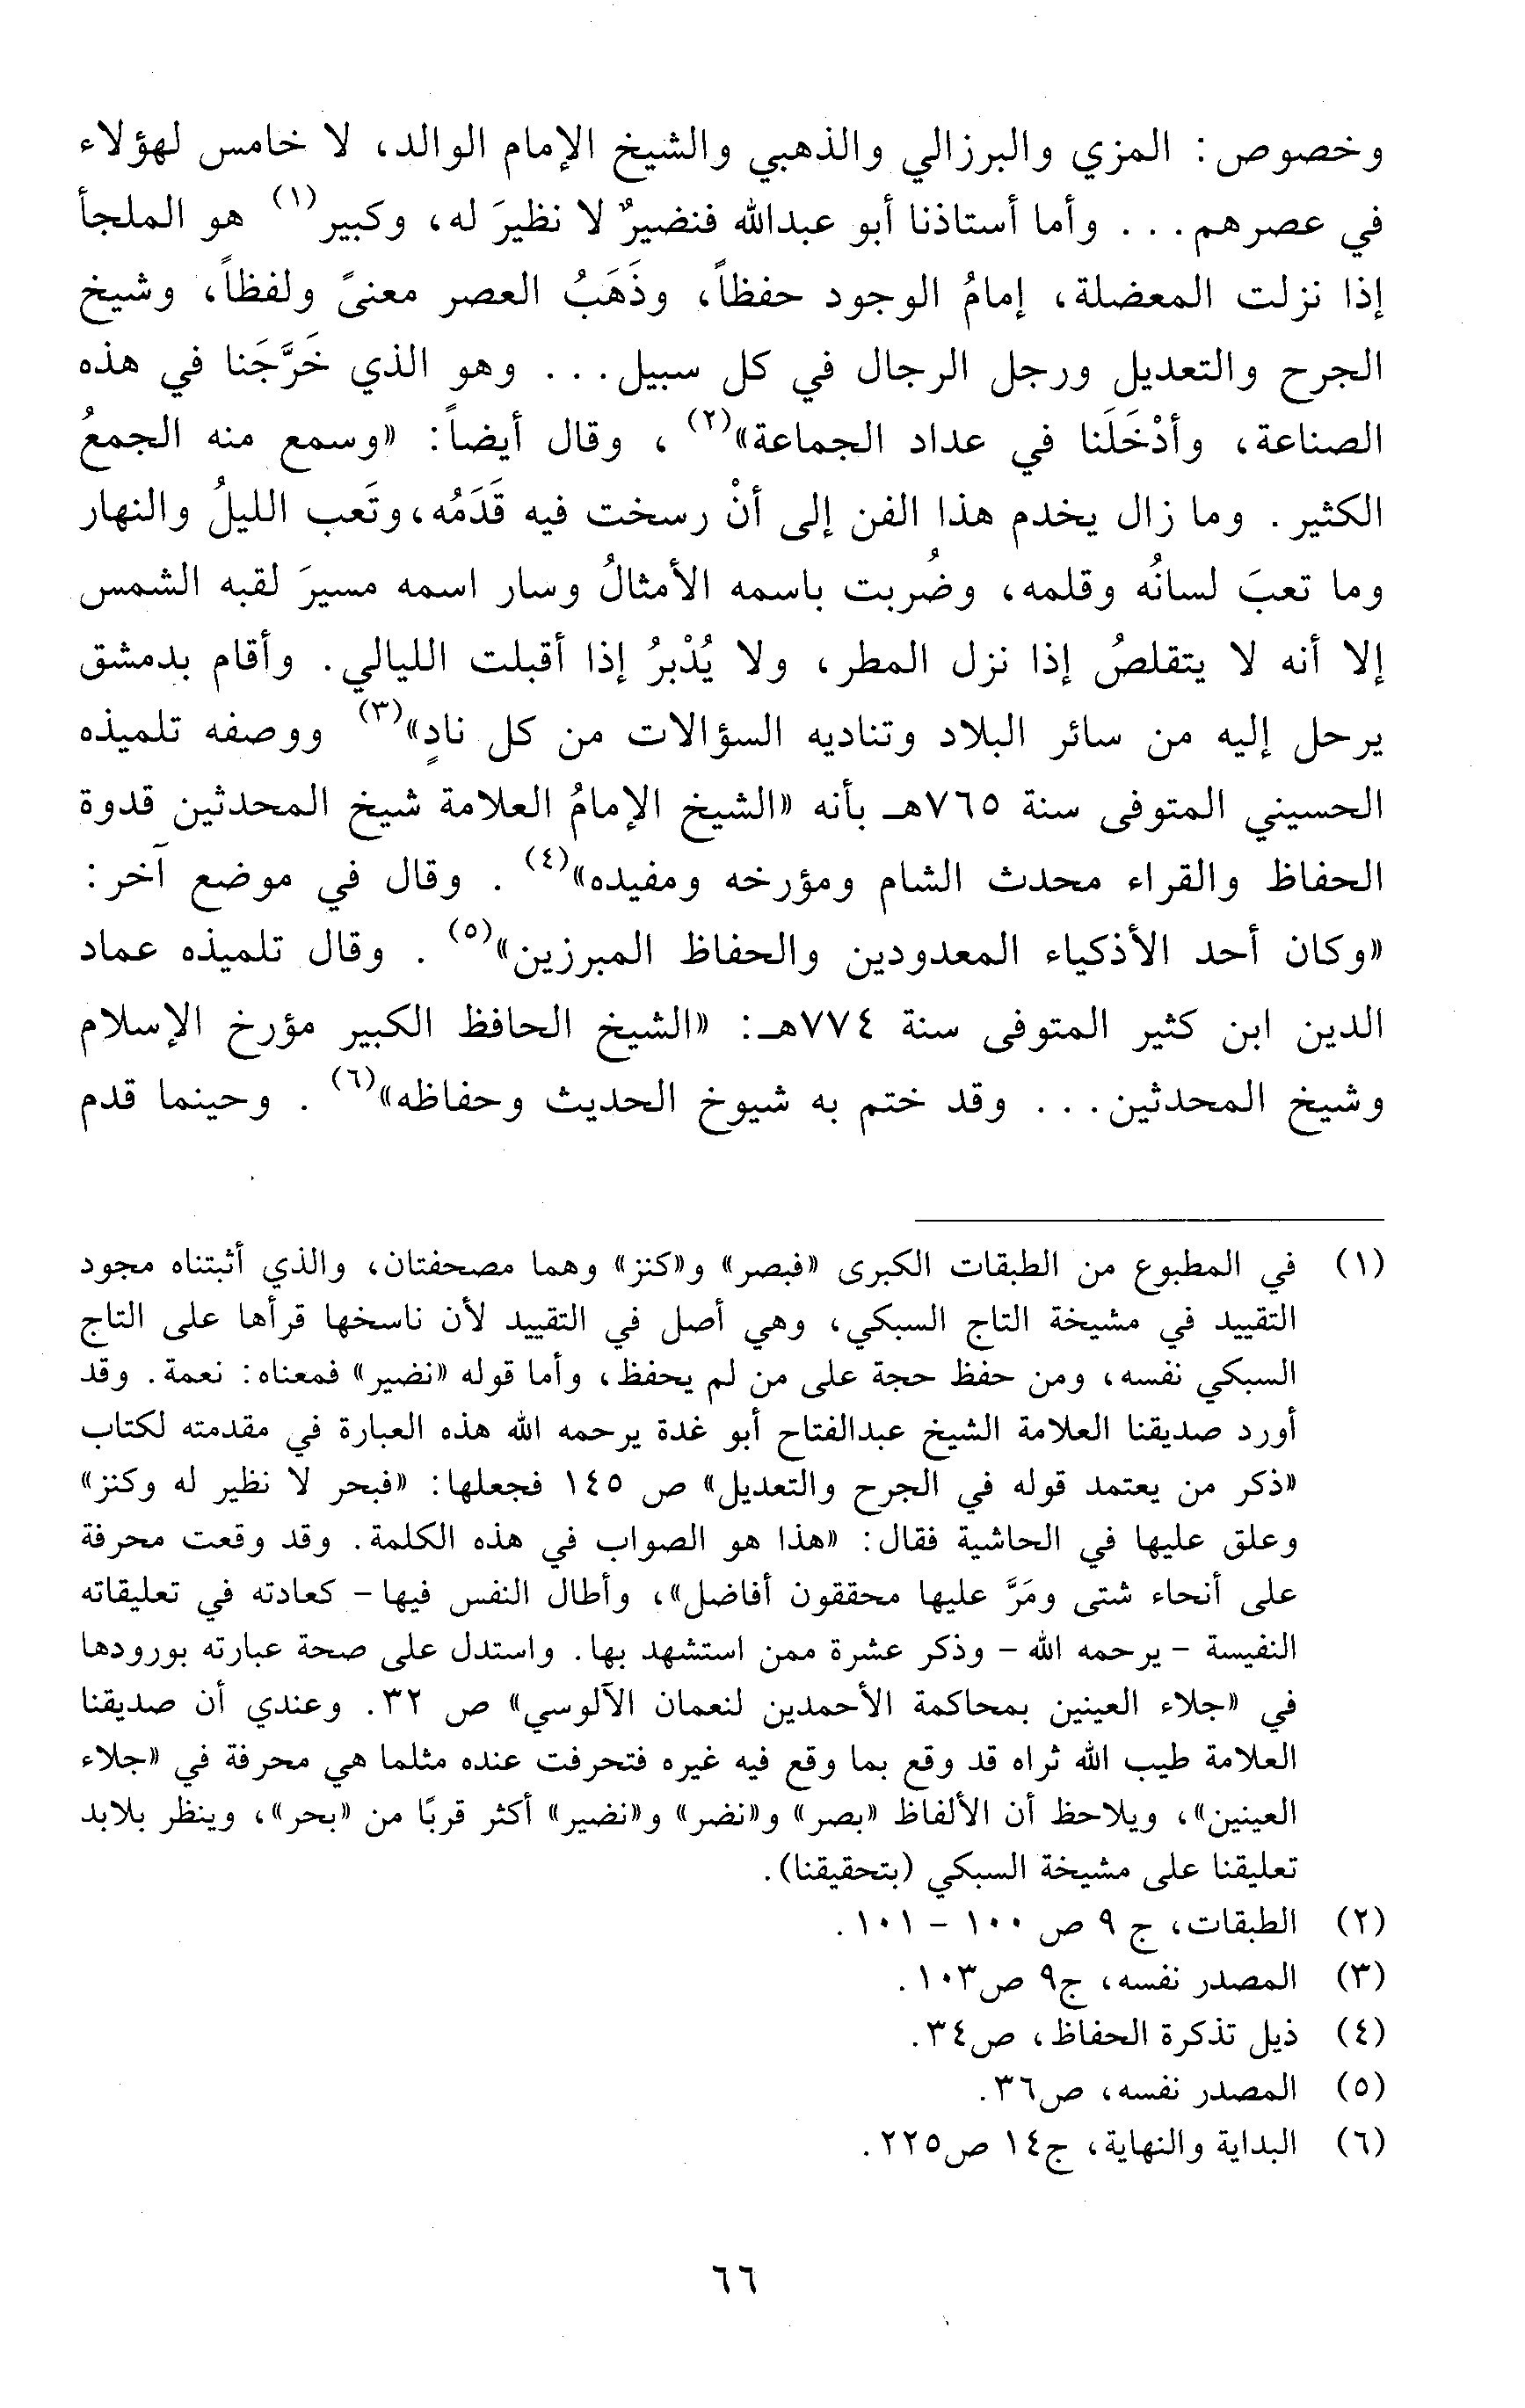 وخصوص: المزي والبرزالي والذهبي والشيخ الإمام الوالد، لا خامس لهؤلاء
في عصرهم... وأما أستاذنا أبو عبدالله فنضيرٌ لا نظيرَ له، وكبير(١) هو الملجأ
إذا نزلت المعضلة، إمامُ الوجود حفظاً، وذَهَبُ العصر معنىً ولفظاً، وشيخ
الجرح والتعديل ورجل الرجال في كل سبيل... وهو الذي خَرَّجَنا في هذه
الصناعة، وأدْخَلَنا في عداد الجماعة»(٢)، وقال أيضاً: «وسمع منه الجمعُ
الكثير. وما زال يخدم هذا الفن إلى أنْ رسخت فيه قَدَمُه، وتَعب الليلُ والنهار
وما تعبَ لسانُه وقلمه، وضُربت باسمه الأمثالُ وسار اسمه مسيرَ لقبه الشمس
إلا أنه لا يتقلصُ إذا نزل المطر، ولا يُدْبرُ إذا أقبلت الليالي. وأقام بدمشق
يرحل إليه من سائر البلاد وتناديه السؤالات من كل نادٍ»(٣) ووصفه تلميذه
الحسيني المتوفى سنة ٧٦٥هـ بأنه «الشيخ الإمامُ العلامة شيخ المحدثين قدوة
الحفاظ والقراء محدث الشام ومؤرخه ومفيده»(٤). وقال في موضع آخر:
«وكان أحد الأذكياء المعدودين والحفاظ المبرزين»(٥). وقال تلميذه عماد
الدين ابن كثير المتوفى سنة ٧٧٤هـ: «الشيخ الحافظ الكبير مؤرخ الإسلام
وشيخ المحدثين... وقد ختم به شيوخ الحديث وحفاظه»(٦). وحينما قدم
(١) في المطبوع من الطبقات الكبرى «فبصر» و«كنز» وهما مصحفتان، والذي أثبتناه مجود
التقييد في مشيخة التاج السبكي، وهي أصل في التقييد لأن ناسخها قرأها على التاج
السبكي نفسه، ومن حفظ حجة على من لم يحفظ، وأما قوله «نضير» فمعناه: نعمة. وقد
أورد صديقنا العلامة الشيخ عبدالفتاح أبو غدة يرحمه الله هذه العبارة في مقدمته لكتاب
«ذكر من يعتمد قوله في الجرح والتعديل» ص ١٤٥ فجعلها: «فبحر لا نظير له وكنز»
وعلق عليها في الحاشية فقال: «هذا هو الصواب في هذه الكلمة. وقد وقعت محرفة
على أنحاء شتى ومَرَّ عليها محققون أفاضل»، وأطال النفس فيها - كعادته في تعليقاته
النفيسة - يرحمه الله - وذكر عشرة ممن استشهد بها. واستدل على صحة عبارته بورودها
في «جلاء العينين بمحاكمة الأحمدين لنعمان الآلوسي» ص ٣٢. وعندي أن صديقنا
العلامة طيب الله ثراه قد وقع بما وقع فيه غيره فتحرفت عنده مثلما هي محرفة في «جلاء
العينين»، ويلاحظ أن الألفاظ «بصر» و«نضر» و«نضير» أكثر قربًا من «بحر»، وينظر بلابد
تعليقنا على مشيخة السبكي (بتحقيقنا).
(٢) الطبقات، ج ٩ ص ١٠٠ - ١٠١.
(٣) المصدر نفسه، ج٩ ص١٠٣.
(٤) ذيل تذكرة الحفاظ، ص٣٤.
(٥) المصدر نفسه، ص٣٦.
(٦) البداية والنهاية، ج١٤ ص٢٢٥.
٦٦